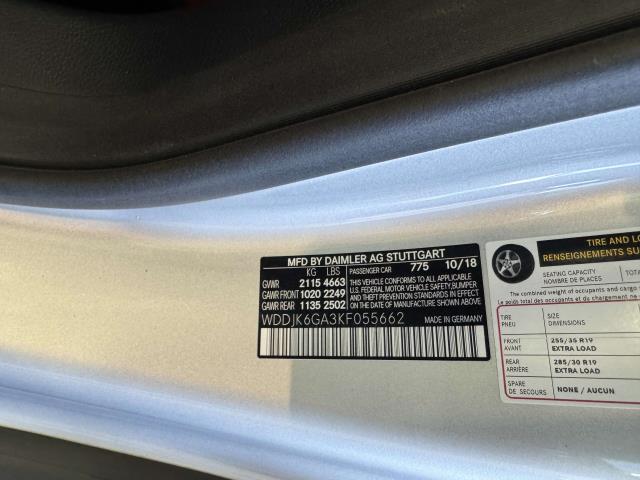 MFD BY DAIMLER AG STUTTGART
KG LBS PASSENGER CAR 775 10/18
GVWR 2115 4663
GAWR FRONT 1020 2249
GAWR REAR 1135 2502
THIS VEHICLE CONFORMS TO ALL APPLICABLE
U.S. FEDERAL MOTOR VEHICLE SAFETY, BUMPER
AND THEFT PREVENTION STANDARDS IN EFFECT
ON THE DATE OF MANUFACTURE SHOWN ABOVE.
WDDJK6GA3KF055662
TIRE AND LO
RENSEIGNEMENTS SU
SEATING CAPACITY
NOMBRE DE PLACES
TOTA
The combined weight of occupants and cargo
TIRE SIZE
PNEU DIMENSIONS
FRONT 255/35 R19
AVANT EXTRA LOAD
REAR 285/30 R19
ARRIÈRE EXTRA LOAD
SPARE NONE / AUCUN
DE SECOURS